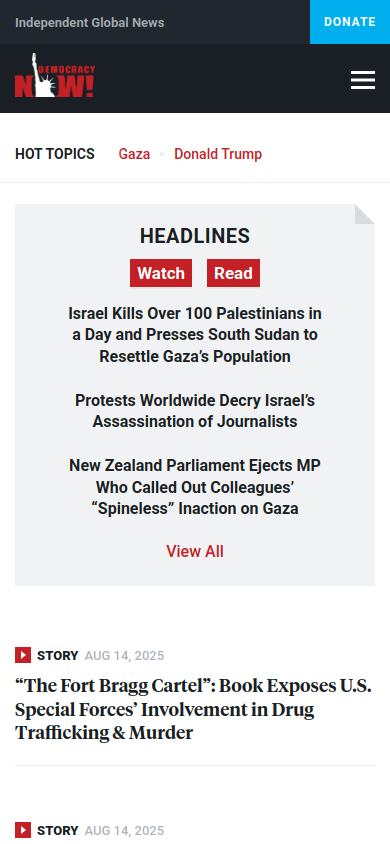 Independent Global News
DONATE
DEMOCRACY
NOW!
HOT TOPICS
Gaza
Donald Trump
HEADLINES
Watch
Read
Israel Kills Over 100 Palestinians in
a Day and Presses South Sudan to
Resettle Gaza’s Population
Protests Worldwide Decry Israel’s
Assassination of Journalists
New Zealand Parliament Ejects MP
Who Called Out Colleagues’
“Spineless” Inaction on Gaza
View All
STORY AUG 14, 2025
“The Fort Bragg Cartel”: Book Exposes U.S.
Special Forces’ Involvement in Drug
Trafficking & Murder
STORY AUG 14, 2025